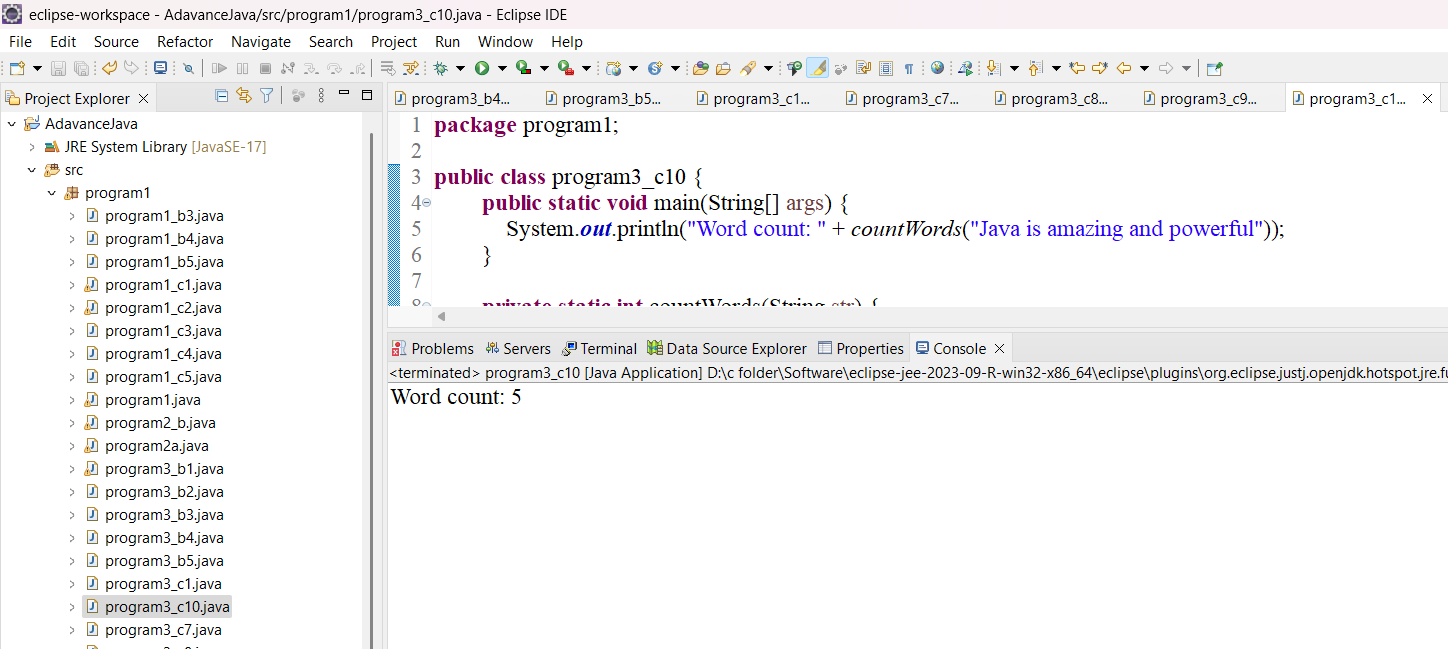 eclipse-workspace - AdavanceJava/src/program1/program3_c10.java - Eclipse IDE
File Edit Source Refactor Navigate Search Project Run Window Help
Project Explorer
AdavanceJava
JRE System Library [JavaSE-17]
src
program1
program1_b3.java
program1_b4.java
program1_b5.java
program1_c1.java
program1_c2.java
program1_c3.java
program1_c4.java
program1_c5.java
program1.java
program2_b.java
program2a.java
program3_b1.java
program3_b2.java
program3_b3.java
program3_b4.java
program3_b5.java
program3_c1.java
program3_c10.java
program3_c7.java
program3_b4... program3_b5... program3_c1... program3_c7... program3_c8... program3_c9... program3_c1...
1 package program1;
2
3 public class program3_c10 {
4 public static void main(String[] args) {
5 System.out.println("Word count: " + countWords("Java is amazing and powerful"));
6 }
7
8 private static int countWords(String str) {
Problems Servers Terminal Data Source Explorer Properties Console
<terminated> program3_c10 [Java Application] D:\c folder\Software\eclipse-jee-2023-09-R-win32-x86_64\eclipse\plugins\org.eclipse.justj.openjdk.hotspot.jre.fu
Word count: 5